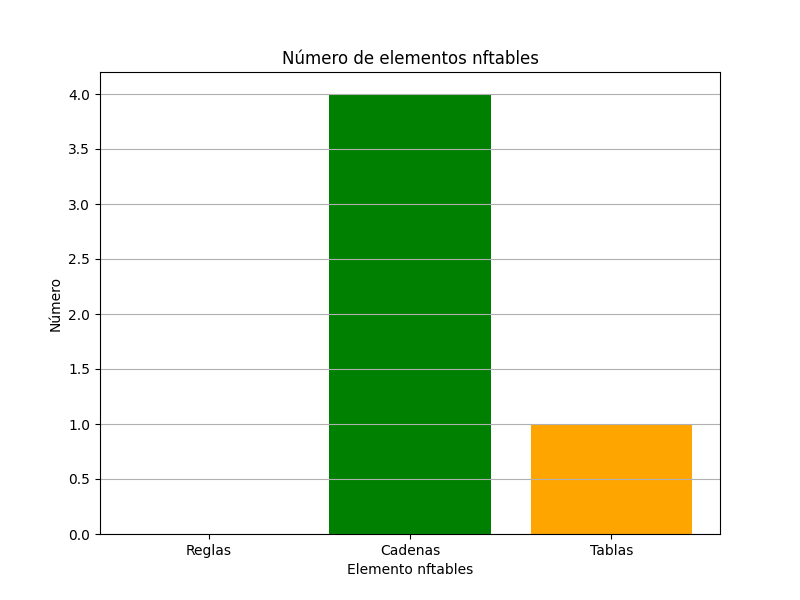 Número de elementos nftables
4.0
3.5
3.0
2.5
2.0
1.5
1.0
0.5
0.0
Número
Reglas Cadenas Tablas
Elemento nftables